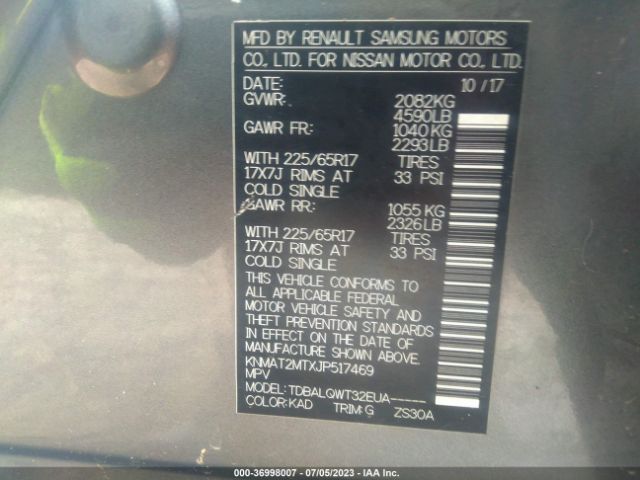 MFD BY RENAULT SAMSUNG MOTORS
CO., LTD. FOR NISSAN MOTOR CO., LTD.
DATE: 10/17
GVWR: 2082KG
4590LB
GAWR FR: 1040KG
2293LB
WITH 225/65R17 TIRES
17X7J RIMS AT 33 PSI
COLD SINGLE
GAWR RR: 1055KG
2326LB
WITH 225/65R17 TIRES
17X7J RIMS AT 33 PSI
COLD SINGLE
THIS VEHICLE CONFORMS TO
ALL APPLICABLE FEDERAL
MOTOR VEHICLE SAFETY AND
THEFT PREVENTION STANDARDS
IN EFFECT ON THE DATE OF
MANUFACTURE SHOWN ABOVE.
KNMAT2MTXJP517469
MPV
MODEL: TDBALQWT32EUA-----
COLOR: KAD TRIM: G ZS30A
000-36998007 - 07/05/2023 - IAA Inc.